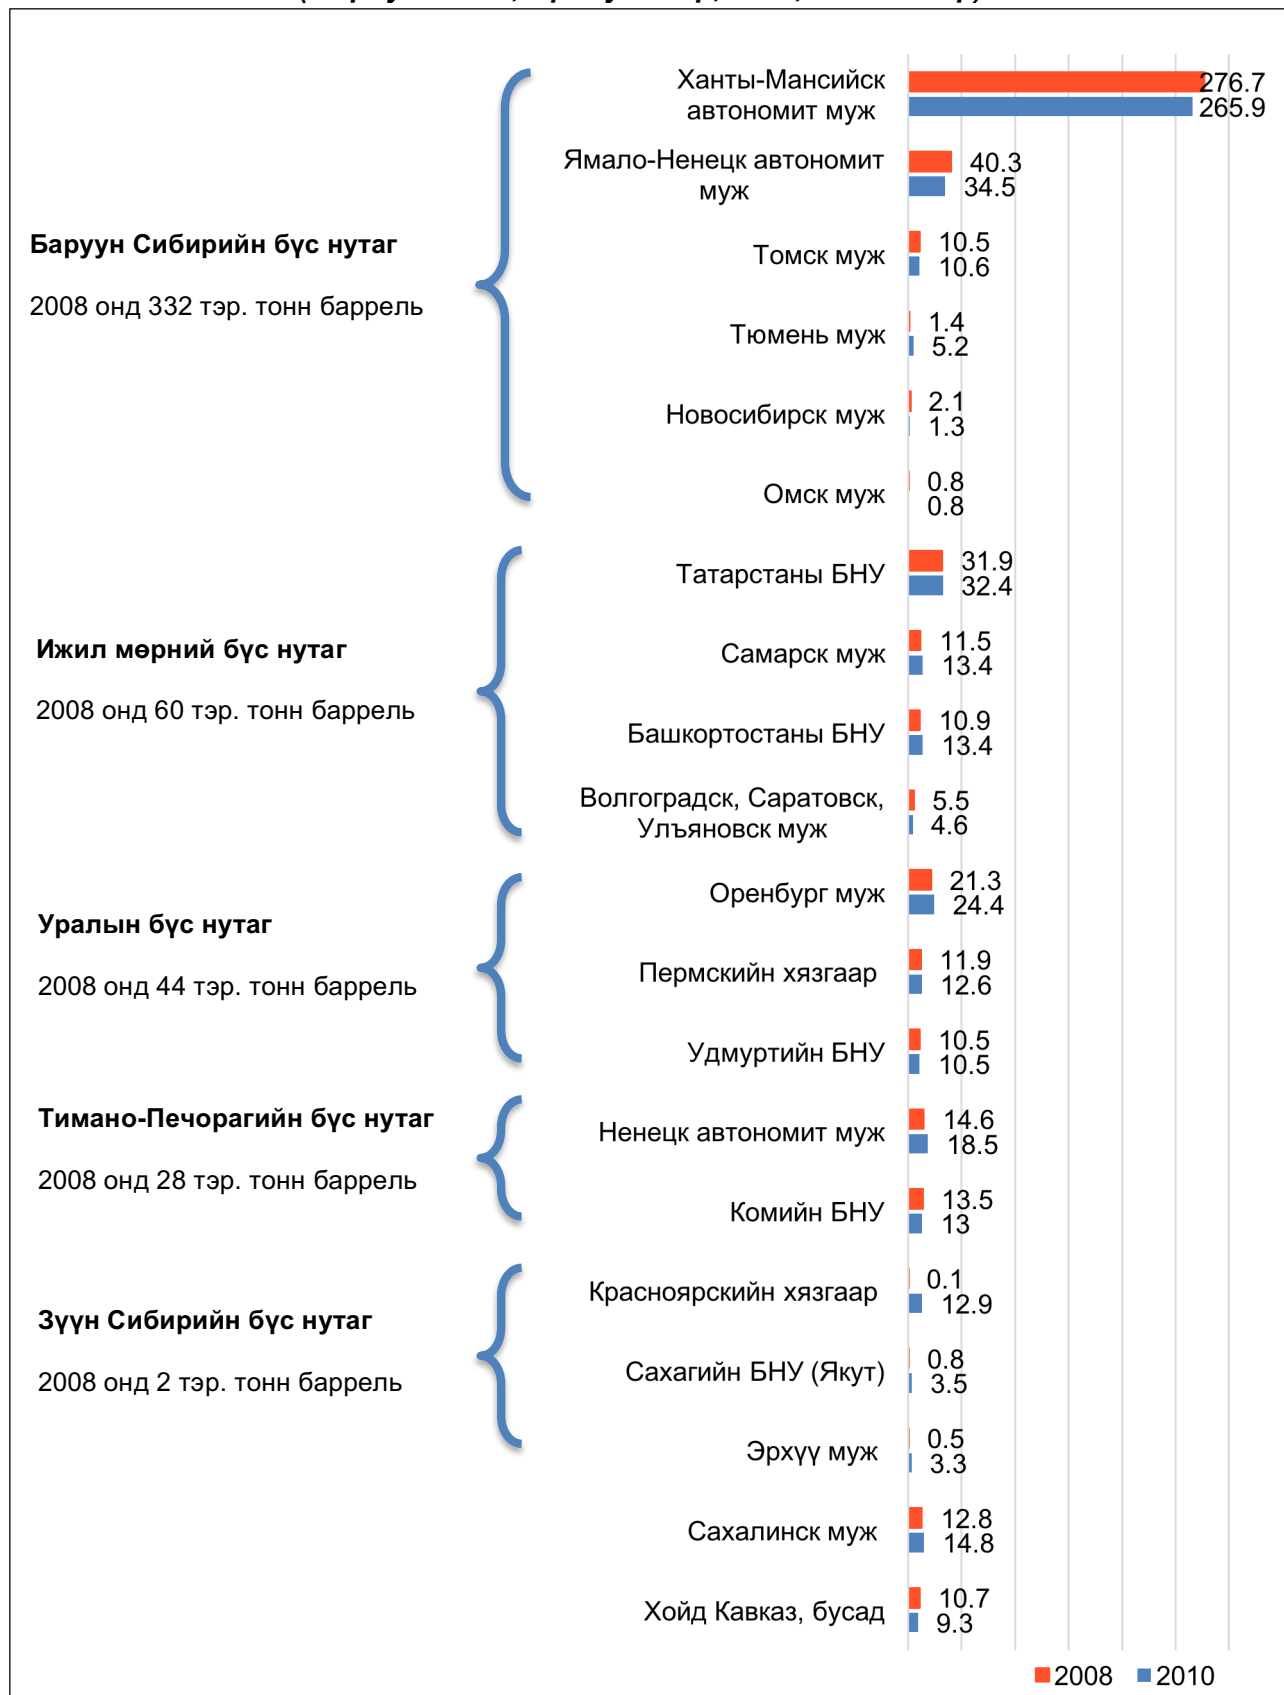 Ханты-Мансийск
автономит муж
276.7
265.9
Ямало-Ненецк автономит
муж
40.3
34.5
Баруун Сибирийн бүс нутаг
2008 онд 332 тэр. тонн баррель
Томск муж
10.5
10.6
Тюмень муж
1.4
5.2
Новосибирск муж
2.1
1.3
Омск муж
0.8
0.8
Татарстаны БНУ
31.9
32.4
Ижил мөрний бүс нутаг
2008 онд 60 тэр. тонн баррель
Самарск муж
11.5
13.4
Башкортостаны БНУ
10.9
13.4
Волгоградск, Саратовск,
Улъяновск муж
5.5
4.6
Уралын бүс нутаг
2008 онд 44 тэр. тонн баррель
Оренбург муж
21.3
24.4
Пермскийн хязгаар
11.9
12.6
Удмуртийн БНУ
10.5
10.5
Тимано-Печорагийн бүс нутаг
2008 онд 28 тэр. тонн баррель
Ненецк автономит муж
14.6
18.5
Комийн БНУ
13.5
13
Зүүн Сибирийн бүс нутаг
2008 онд 2 тэр. тонн баррель
Красноярскийн хязгаар
0.1
12.9
Сахагийн БНУ (Якут)
0.8
3.5
Эрхүү муж
0.5
3.3
Сахалинск муж
12.8
14.8
Хойд Кавказ, бусад
10.7
9.3
2008 2010